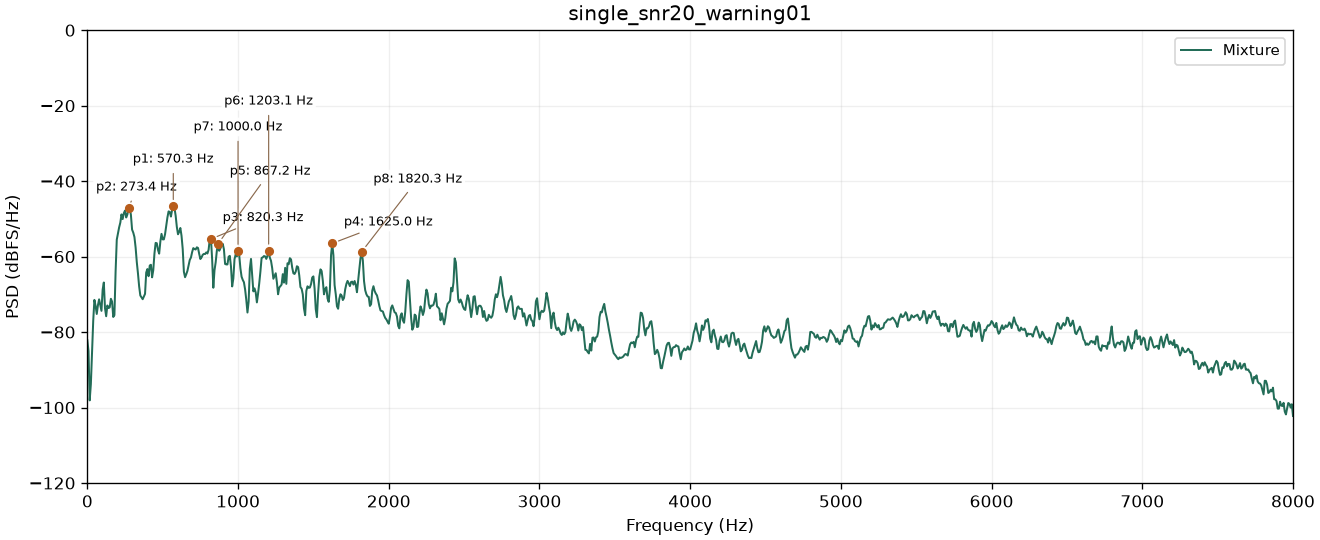 single_snr20_warning01
Mixture
p6: 1203.1 Hz
p7: 1000.0 Hz
p1: 570.3 Hz
p5: 867.2 Hz
p8: 1820.3 Hz
p2: 273.4 Hz
p3: 820.3 Hz
p4: 1625.0 Hz
PSD (dBFS/Hz)
0
−20
−40
−60
−80
−100
−120
0 1000 2000 3000 4000 5000 6000 7000 8000
Frequency (Hz)